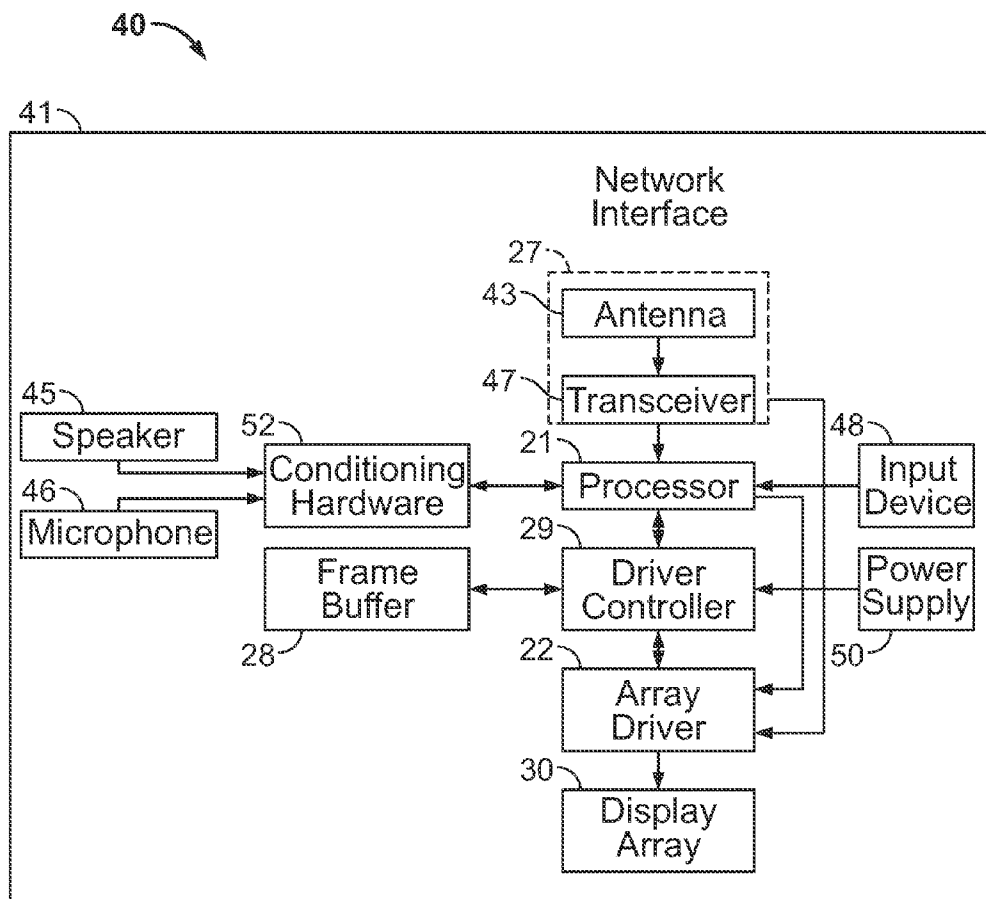 40
41
Network
Interface
27
43
Antenna
47
Transceiver
45
Speaker
52
Conditioning
Hardware
21
Processor
48
Input
Device
46
Microphone
29
Driver
Controller
Frame
Buffer
28
Power
Supply
50
22
Array
Driver
30
Display
Array